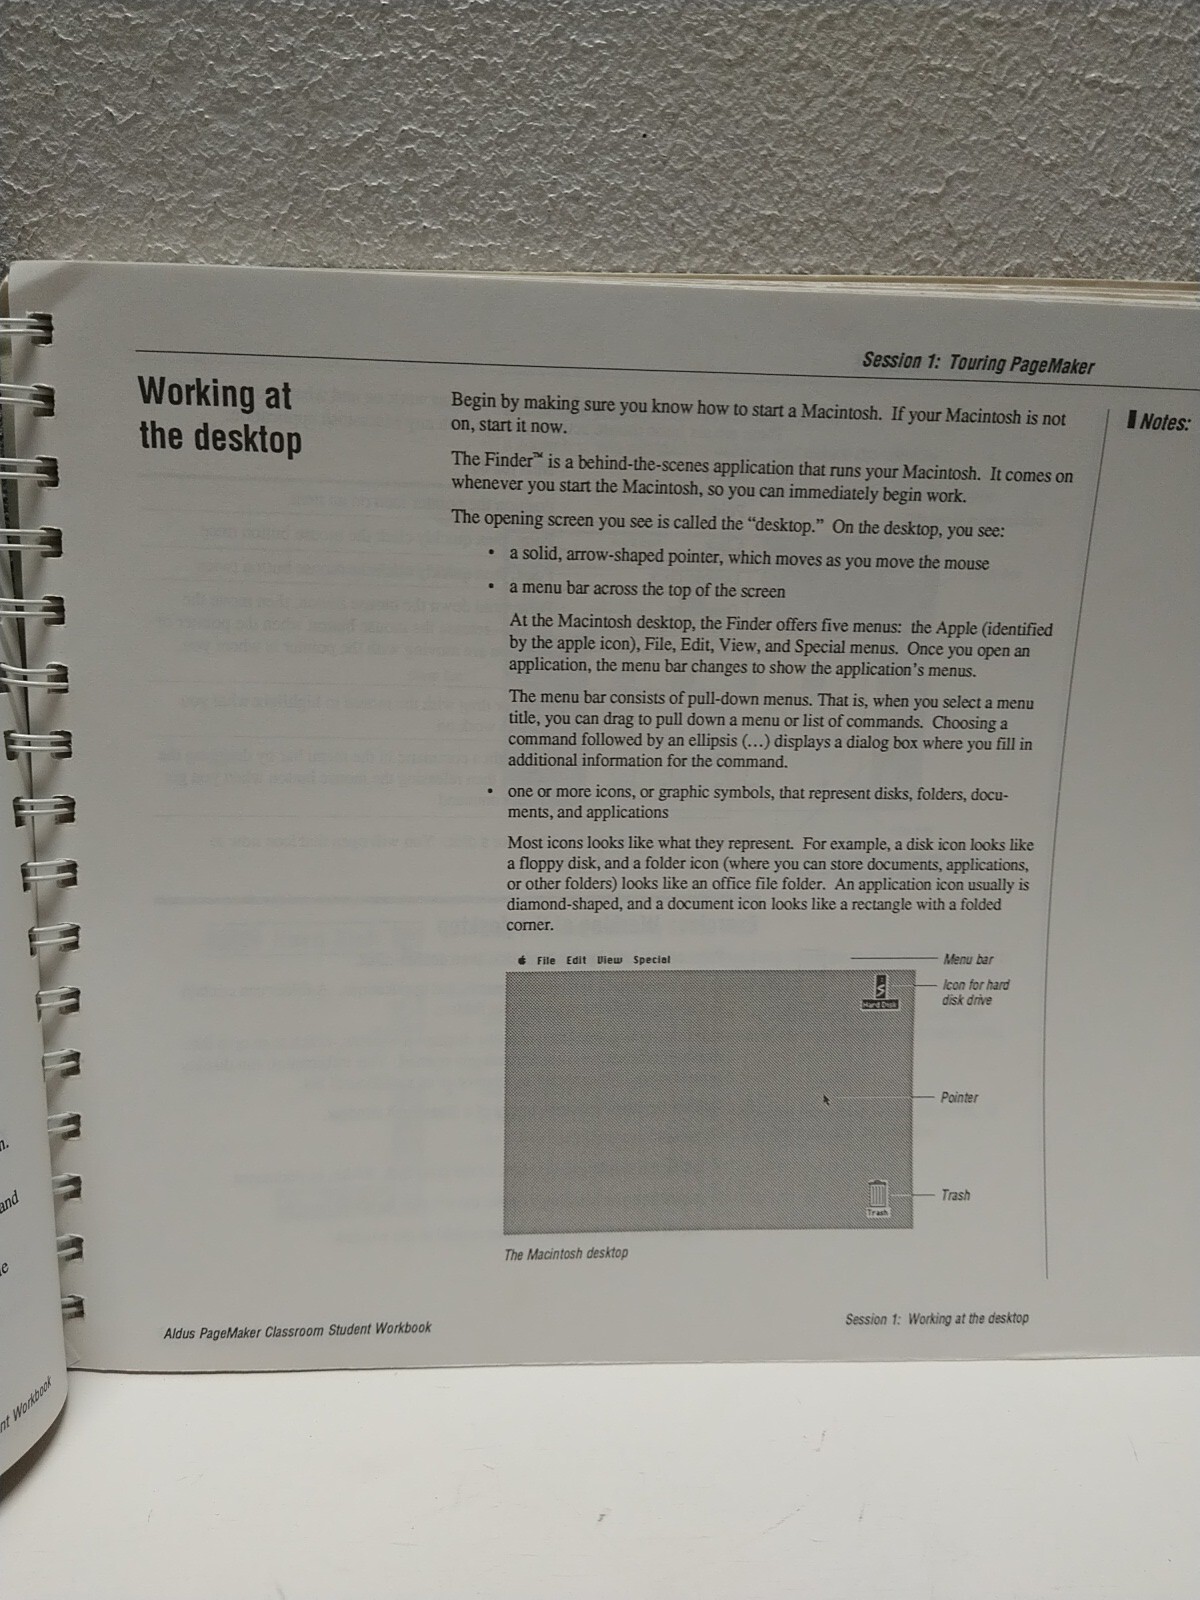 Session 1: Touring PageMaker
Working at
the desktop
Begin by making sure you know how to start a Macintosh. If your Macintosh is not
on, start it now.
The Finder™ is a behind-the-scenes application that runs your Macintosh. It comes on
whenever you start the Macintosh, so you can immediately begin work.
The opening screen you see is called the “desktop.” On the desktop, you see:
• a solid, arrow-shaped pointer, which moves as you move the mouse
• a menu bar across the top of the screen
At the Macintosh desktop, the Finder offers five menus: the Apple (identified
by the apple icon), File, Edit, View, and Special menus. Once you open an
application, the menu bar changes to show the application’s menus.
The menu bar consists of pull-down menus. That is, when you select a menu
title, you can drag to pull down a menu or list of commands. Choosing a
command followed by an ellipsis (...) displays a dialog box where you fill in
additional information for the command.
• one or more icons, or graphic symbols, that represent disks, folders, docu-
ments, and applications
Most icons looks like what they represent. For example, a disk icon looks like
a floppy disk, and a folder icon (where you can store documents, applications,
or other folders) looks like an office file folder. An application icon usually is
diamond-shaped, and a document icon looks like a rectangle with a folded
corner.
File Edit View Special
Hard Disk
Trash
Menu bar
Icon for hard
disk drive
Pointer
Trash
The Macintosh desktop
Notes:
Aldus PageMaker Classroom Student Workbook
Session 1: Working at the desktop
and
Workbook